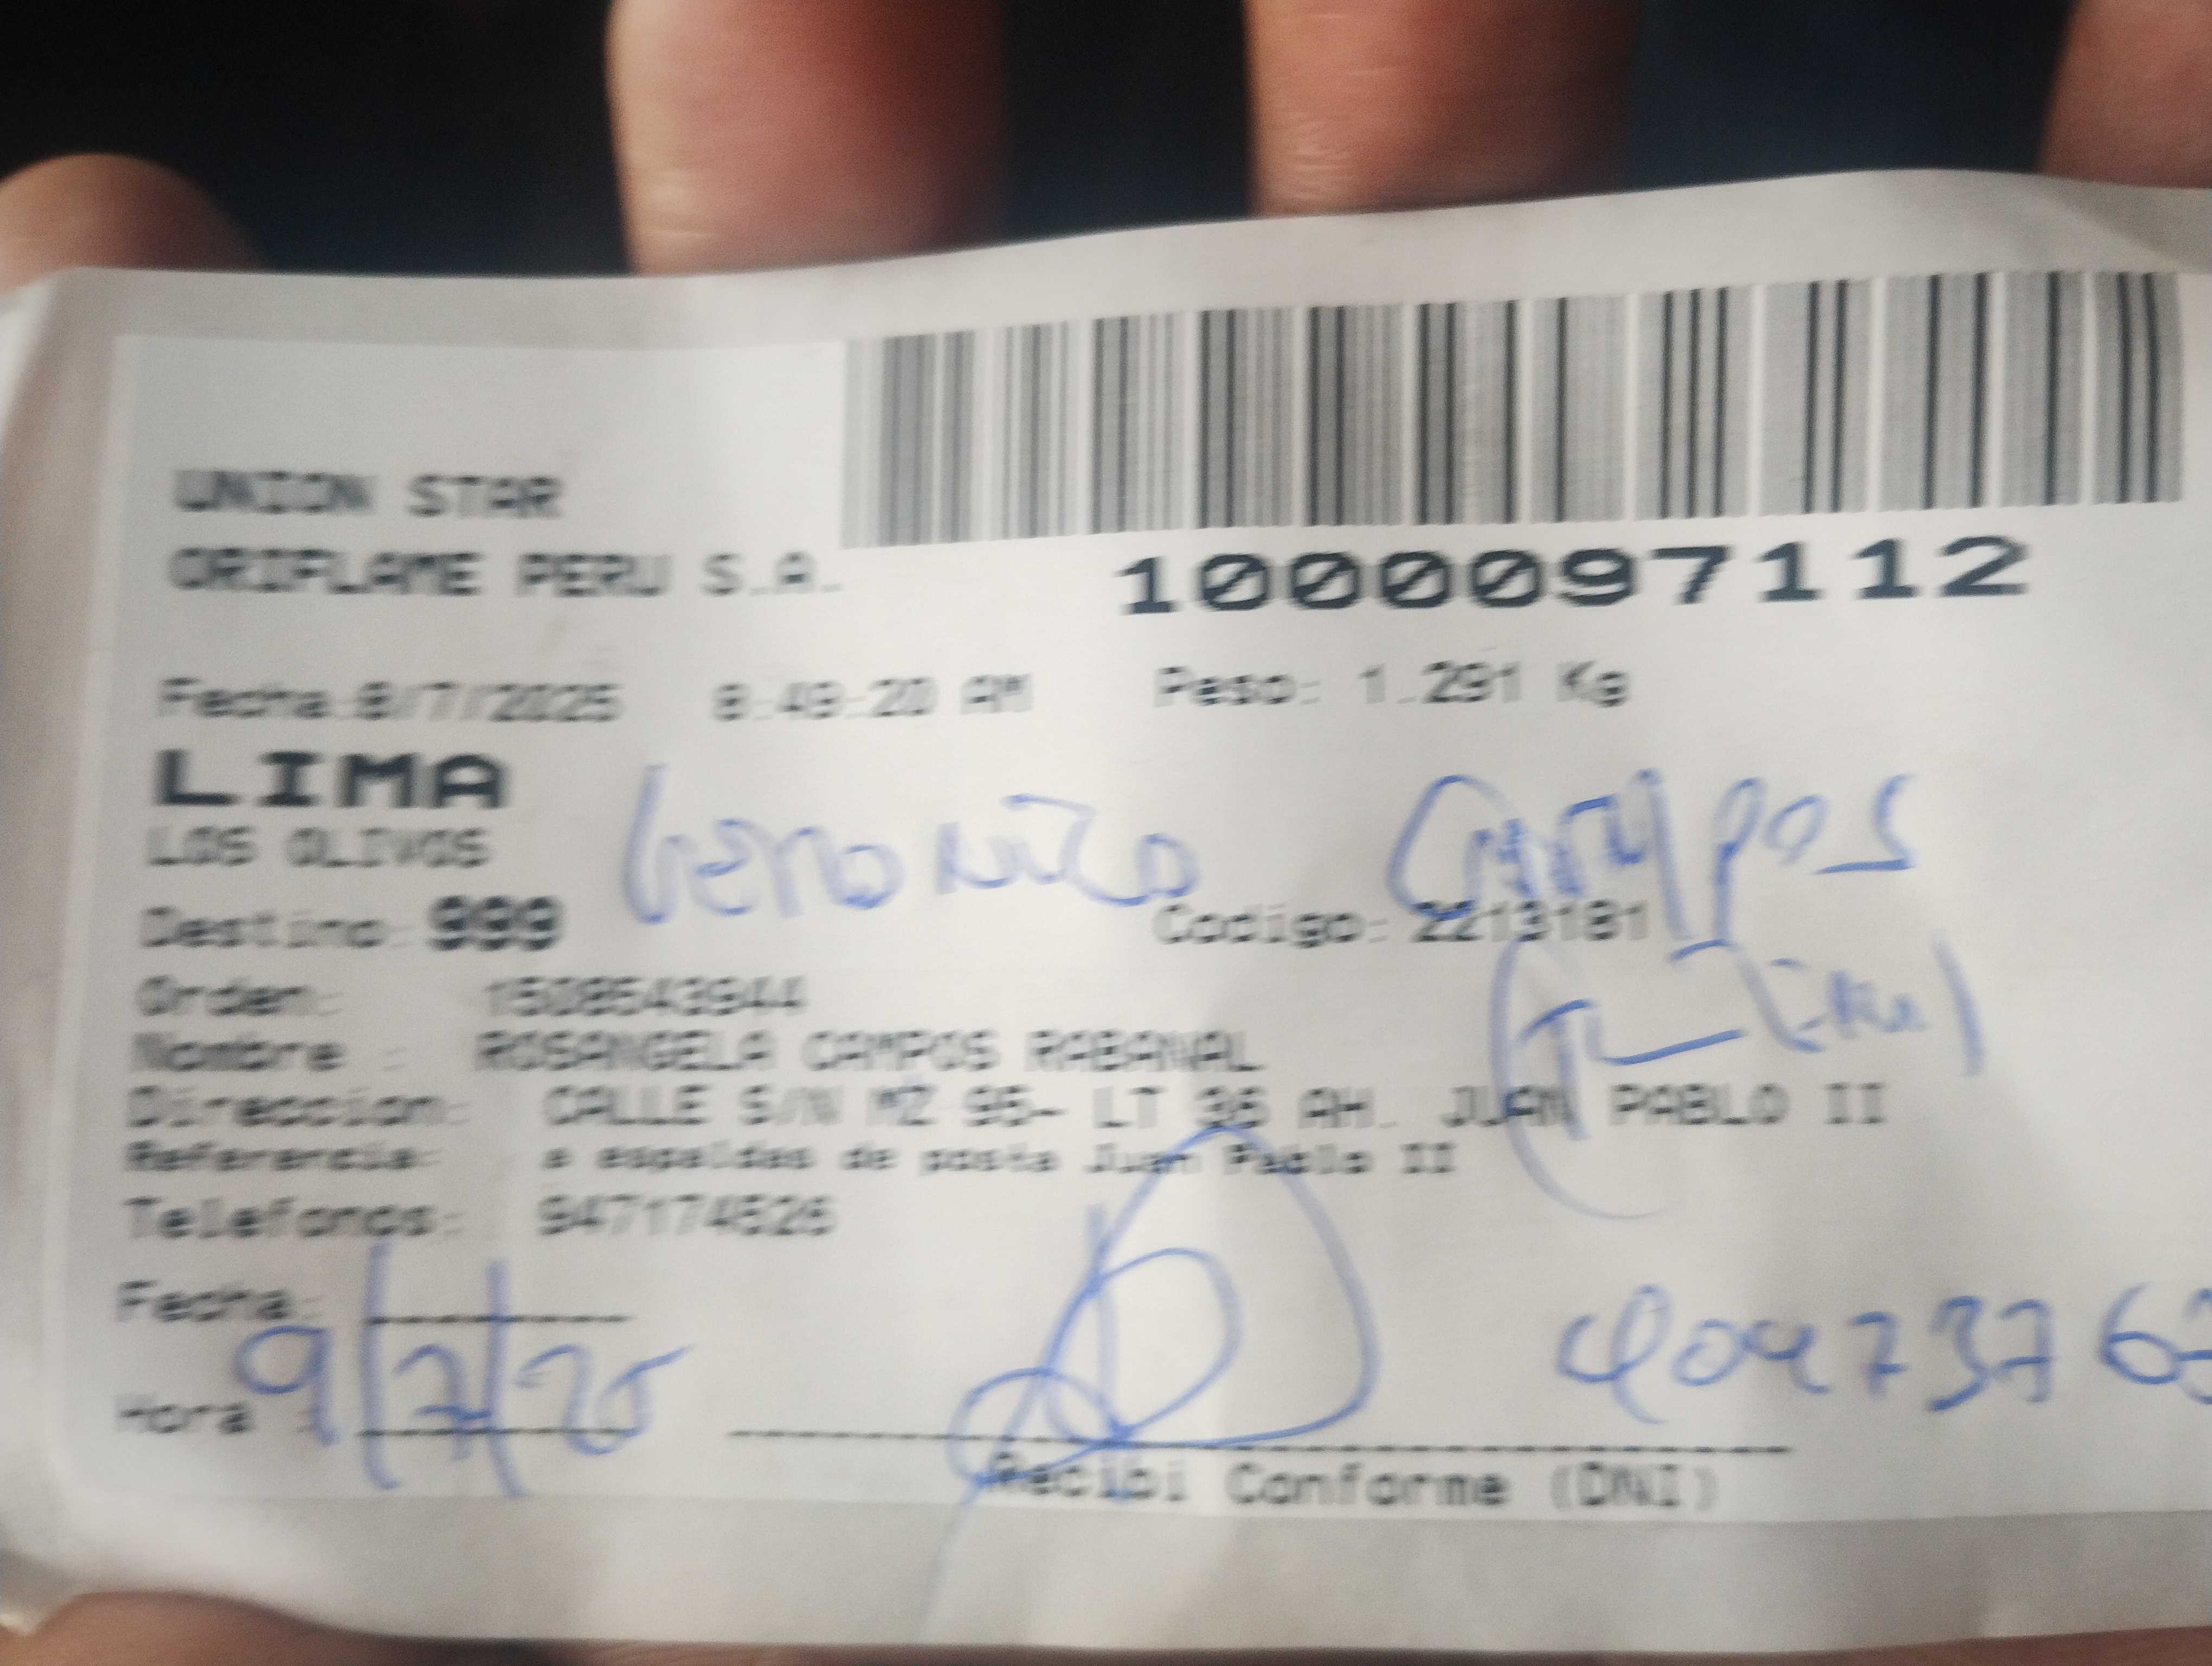 UNION STAR
ORIFLAME PERU S.A.
1000097112
Fecha:8/7/2025 8:49:20 AM Peso: 1.291 Kg
LIMA
LOS OLIVOS
Veronica Campos
Destino: 999 Codigo: 2213181
Orden: 1508543944
Nombre : ROSANGELA CAMPOS RABANAL
Direccion: CALLE S/N MZ 95- LT 36 AH. JUAN PABLO II
Referencia: a espaldas de posta Juan Pablo II
Telefonos: 947174526
Fecha:
9/7/25
Hora :
Recibi Conforme (DNI)